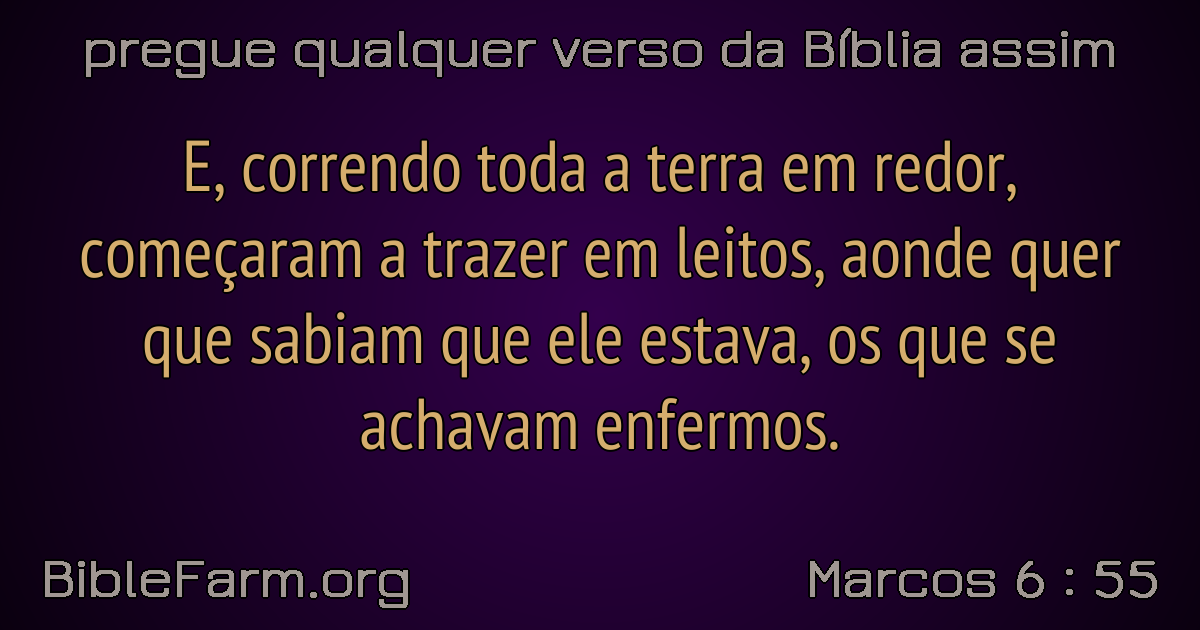 pregue qualquer verso da Bíblia assim
E, correndo toda a terra em redor,
começaram a trazer em leitos, aonde quer
que sabiam que ele estava, os que se
achavam enfermos.
BibleFarm.org
Marcos 6 : 55